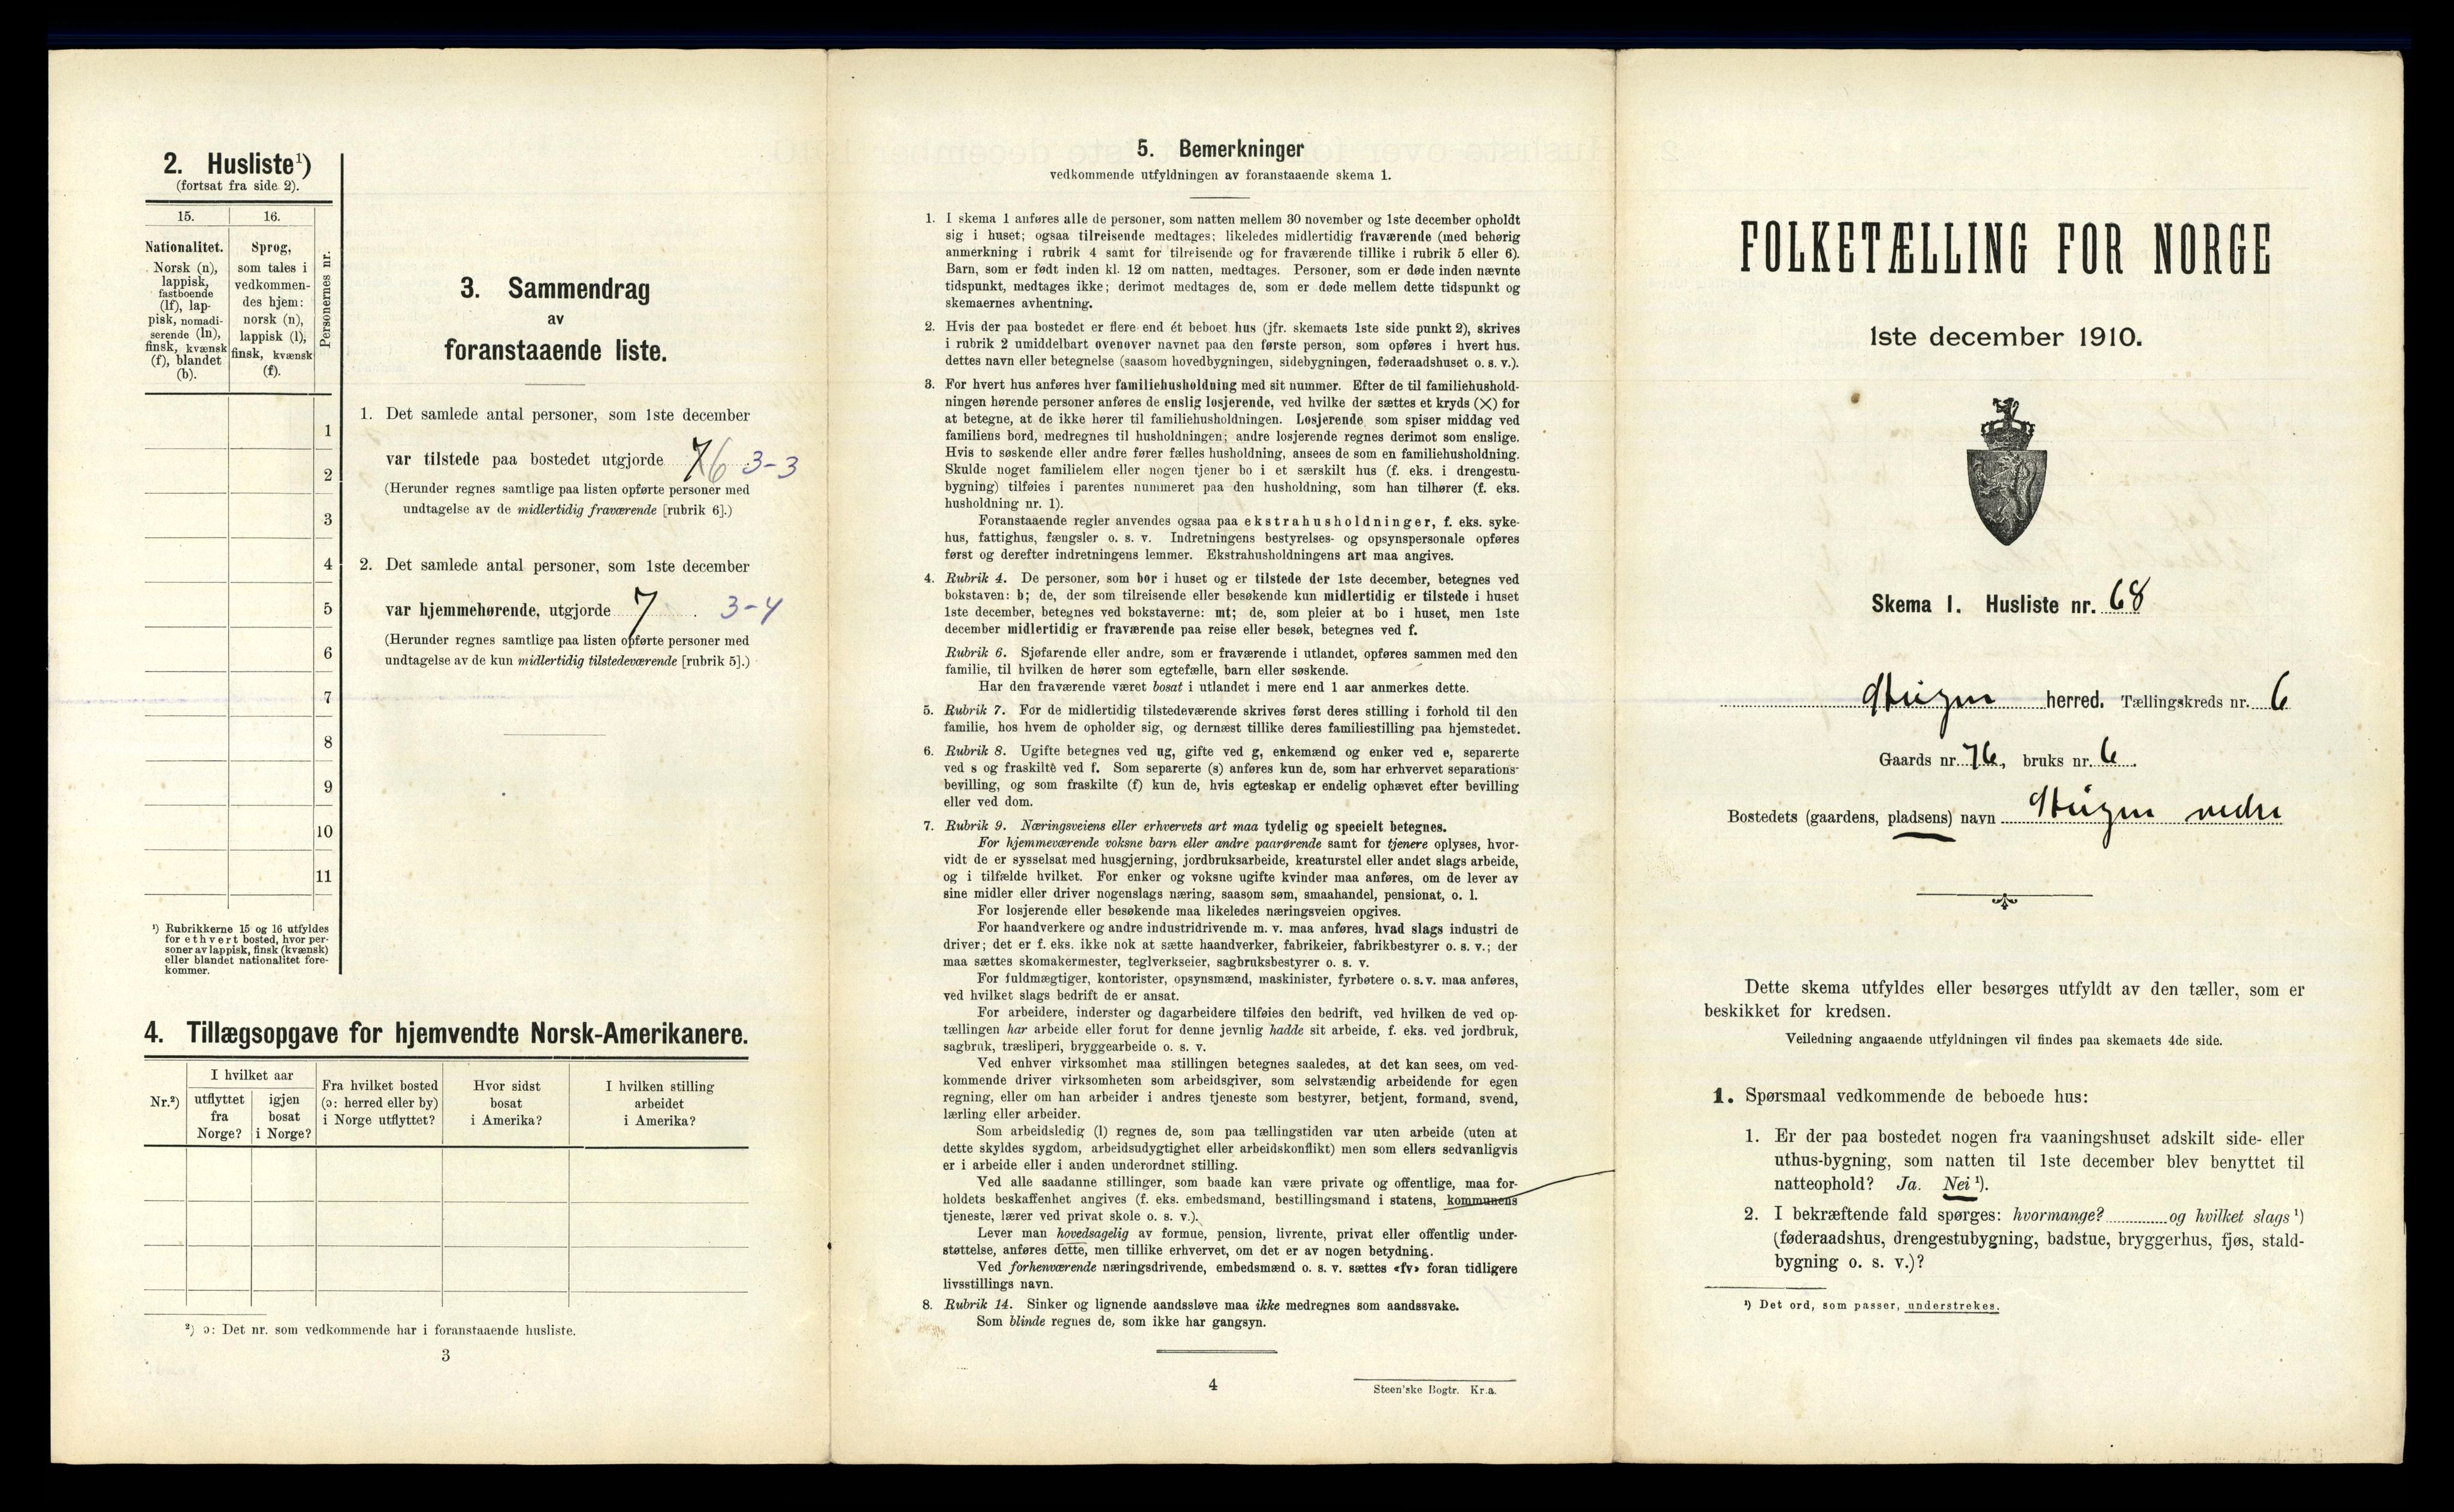 2. Husliste¹)
(fortsat fra side 2).
15.
16.
Personernes nr.
Nationalitet.
Norsk (n),
lappisk,
fastboende
(lf), lap-
pisk, nomadi-
serende (ln),
finsk, kvænsk
(f), blandet
(b).
Sprog,
som tales i
vedkommen-
des hjem:
norsk (n),
lappisk (l),
finsk, kvænsk
(f).
1
2
3
4
5
6
7
8
9
10
11
¹) Rubrikkerne 15 og 16 utfyldes
for ethvert bosted, hvor per-
soner av lappisk, finsk (kvænsk)
eller blandet nationalitet fore-
kommer.
3. Sammendrag
av
foranstaaende liste.
1. Det samlede antal personer, som 1ste december
var tilstede paa bostedet utgjorde 7 6 3-3
(Herunder regnes samtlige paa listen opførte personer med
undtagelse av de midlertidig fraværende [rubrik 6].)
2. Det samlede antal personer, som 1ste december
var hjemmehørende, utgjorde 7 . 3-4
(Herunder regnes samtlige paa listen opførte personer med
undtagelse av de kun midlertidig tilstedeværende [rubrik 5].)
4. Tillægsopgave for hjemvendte Norsk-Amerikanere.
Nr.²)
I hvilket aar
utflyttet
fra
Norge?
igjen
bosat
i Norge?
Fra hvilket bosted
(ɔ: herred eller by)
i Norge utflyttet?
Hvor sidst
bosat
i Amerika?
I hvilken stilling
arbeidet
i Amerika?
²) ɔ: Det nr. som vedkommende har i foranstaaende husliste.
3
5. Bemerkninger
vedkommende utfyldningen av foranstaaende skema 1.
1. I skema 1 anføres alle de personer, som natten mellem 30 november og 1ste december opholdt
sig i huset; ogsaa tilreisende medtages; likeledes midlertidig fraværende (med behørig
anmerkning i rubrik 4 samt for tilreisende og for fraværende tillike i rubrik 5 eller 6).
Barn, som er født inden kl. 12 om natten, medtages. Personer, som er døde inden nævnte
tidspunkt, medtages ikke; derimot medtages de, som er døde mellem dette tidspunkt og
skemaernes avhentning.
2. Hvis der paa bostedet er flere end ét beboet hus (jfr. skemaets 1ste side punkt 2), skrives
i rubrik 2 umiddelbart ovenover navnet paa den første person, som opføres i hvert hus.
dettes navn eller betegnelse (saasom hovedbygningen, sidebygningen, føderaadshuset o. s. v.).
3. For hvert hus anføres hver familiehusholdning med sit nummer. Efter de til familiehushold-
ningen hørende personer anføres de enslig losjerende, ved hvilke der sættes et kryds (×) for
at betegne, at de ikke hører til familiehusholdningen. Losjerende som spiser middag ved
familiens bord, medregnes til husholdningen; andre losjerende regnes derimot som enslige.
Hvis to søskende eller andre fører fælles husholdning, ansees de som en familiehusholdning.
Skulde noget familielem eller nogen tjener bo i et særskilt hus (f. eks. i drengestu-
bygning) tilføies i parentes nummeret paa den husholdning, som han tilhører (f. eks.
husholdning nr. 1).
Foranstaaende regler anvendes ogsaa paa ekstrahusholdninger, f. eks. syke-
hus, fattighus, fængsler o. s. v. Indretningens bestyrelses- og opsynspersonale opføres
først og derefter indretningens lemmer. Ekstrahusholdningens art maa angives.
4. Rubrik 4. De personer, som bor i huset og er tilstede der 1ste december, betegnes ved
bokstaven: b; de, der som tilreisende eller besøkende kun midlertidig er tilstede i huset
1ste december, betegnes ved bokstaverne: mt; de, som pleier at bo i huset, men 1ste
december midlertidig er fraværende paa reise eller besøk, betegnes ved f.
Rubrik 6. Sjøfarende eller andre, som er fraværende i utlandet, opføres sammen med den
familie, til hvilken de hører som egtefælle, barn eller søskende.
Har den fraværende været bosat i utlandet i mere end 1 aar anmerkes dette.
5. Rubrik 7. For de midlertidig tilstedeværende skrives først deres stilling i forhold til den
familie, hos hvem de opholder sig, og dernæst tillike deres familiestilling paa hjemstedet.
6. Rubrik 8. Ugifte betegnes ved ug, gifte ved g, enkemænd og enker ved e, separerte
ved s og fraskilte ved f. Som separerte (s) anføres kun de, som har erhvervet separations-
bevilling, og som fraskilte (f) kun de, hvis egteskap er endelig ophævet efter bevilling
eller ved dom.
7. Rubrik 9. Næringsveiens eller erhvervets art maa tydelig og specielt betegnes.
For hjemmeværende voksne barn eller andre paarørende samt for tjenere oplyses, hvor-
vidt de er sysselsat med husgjerning, jordbruksarbeide, kreaturstel eller andet slags arbeide,
og i tilfælde hvilket. For enker og voksne ugifte kvinder maa anføres, om de lever av
sine midler eller driver nogenslags næring, saasom søm, smaahandel, pensionat, o. l.
For losjerende eller besøkende maa likeledes næringsveien opgives.
For haandverkere og andre industridrivende m. v. maa anføres, hvad slags industri de
driver; det er f. eks. ikke nok at sætte haandverker, fabrikeier, fabrikbestyrer o. s. v.; der
maa sættes skomakermester, teglverkseier, sagbruksbestyrer o. s. v.
For fuldmægtiger, kontorister, opsynsmænd, maskinister, fyrbøtere o. s. v. maa anføres,
ved hvilket slags bedrift de er ansat.
For arbeidere, inderster og dagarbeidere tilføies den bedrift, ved hvilken de ved op-
tællingen har arbeide eller forut for denne jevnlig hadde sit arbeide, f. eks. ved jordbruk,
sagbruk, træsliperi, bryggearbeide o. s. v.
Ved enhver virksomhet maa stillingen betegnes saaledes, at det kan sees, om ved-
kommende driver virksomheten som arbeidsgiver, som selvstændig arbeidende for egen
regning, eller om han arbeider i andres tjeneste som bestyrer, betjent, formand, svend,
lærling eller arbeider.
Som arbeidsledig (l) regnes de, som paa tællingstiden var uten arbeide (uten at
dette skyldes sygdom, arbeidsudygtighet eller arbeidskonflikt) men som ellers sedvanligvis
er i arbeide eller i anden underordnet stilling.
Ved alle saadanne stillinger, som baade kan være private og offentlige, maa for-
holdets beskaffenhet angives (f. eks. embedsmand, bestillingsmand i statens, kommunens
tjeneste, lærer ved privat skole o. s. v.).
Lever man hovedsagelig av formue, pension, livrente, privat eller offentlig under-
støttelse, anføres dette, men tillike erhvervet, om det er av nogen betydning.
Ved forhenværende næringsdrivende, embedsmænd o. s. v. sættes «fv» foran tidligere
livsstillings navn.
8. Rubrik 14. Sinker og lignende aandssløve maa ikke medregnes som aandssvake.
Som blinde regnes de, som ikke har gangsyn.
4
Steen'ske Bogtr. Kr.a.
FOLKETÆLLING FOR NORGE
1ste december 1910.
Skema 1. Husliste nr. 68
Strizen herred. Tællingskreds nr. 6
Gaards nr. 76, bruks nr. 6.
Bostedets (gaardens, pladsens) navn nedre
Dette skema utfyldes eller besørges utfyldt av den tæller, som er
beskikket for kredsen.
Veiledning angaaende utfyldningen vil findes paa skemaets 4de side.
1. Spørsmaal vedkommende de beboede hus:
1. Er der paa bostedet nogen fra vaaningshuset adskilt side- eller
uthus-bygning, som natten til 1ste december blev benyttet til
natteophold? Ja. Nei ¹).
2. I bekræftende fald spørges: hvormange? og hvilket slags ¹)
(føderaadshus, drengestubygning, badstue, bryggerhus, fjøs, stald-
bygning o. s. v.)?
¹) Det ord, som passer, understrekes.